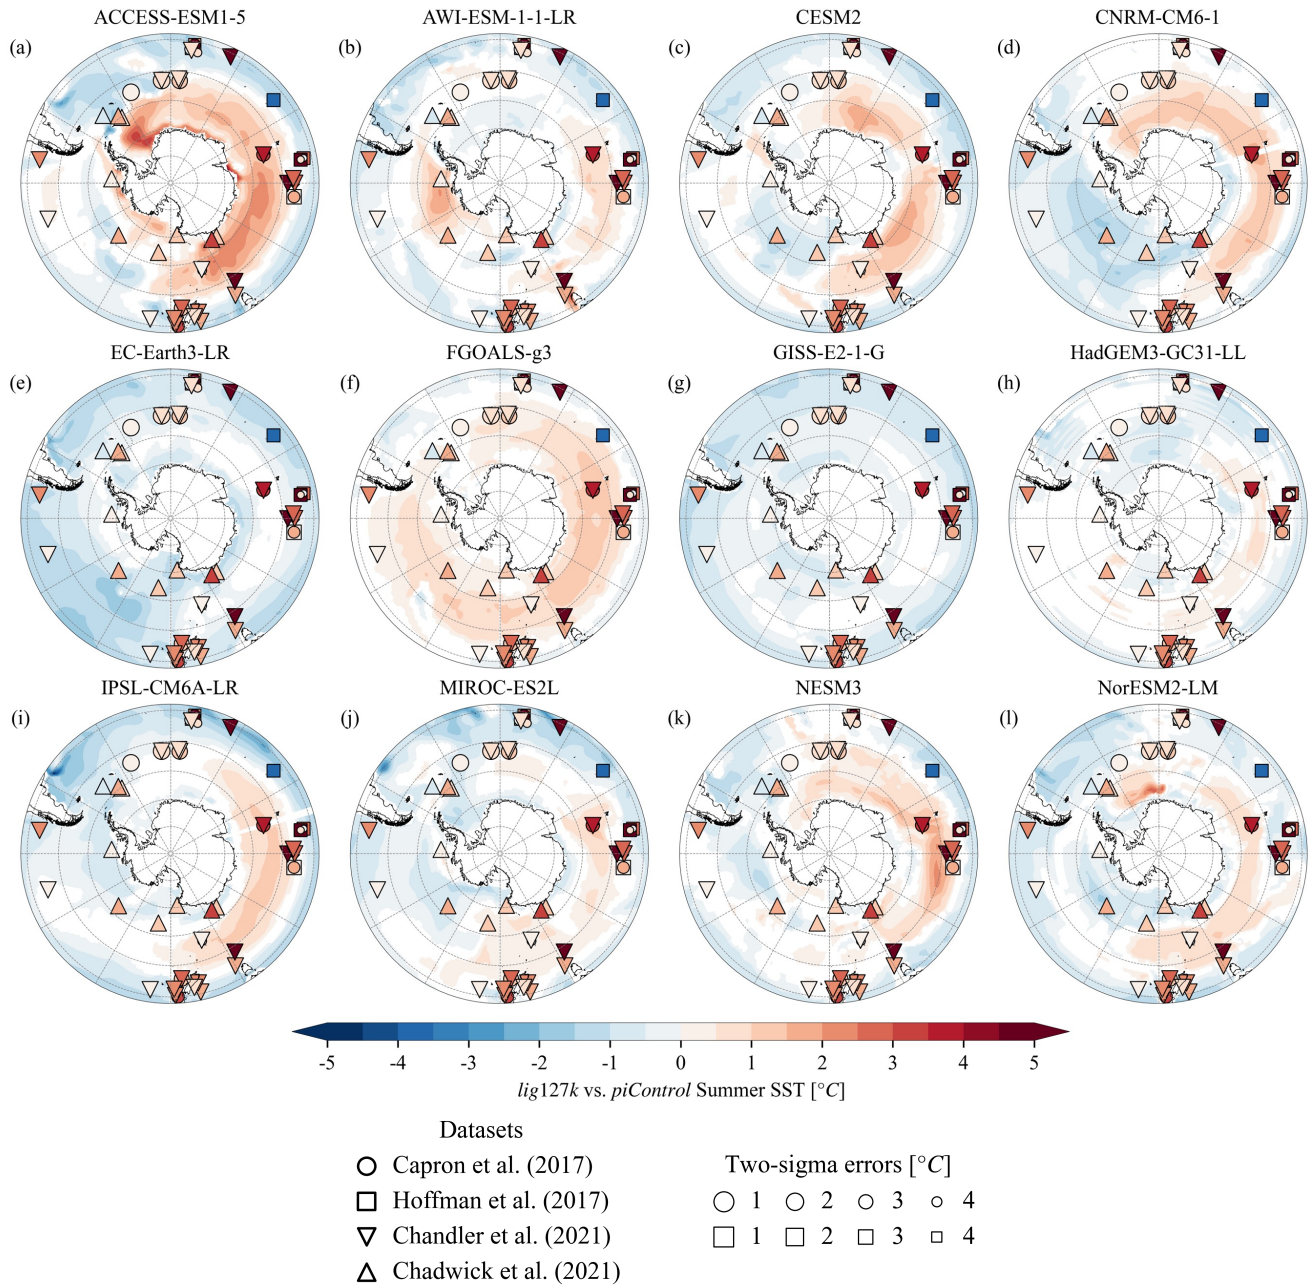 ACCESS-ESM1-5 AWI-ESM-1-1-LR CESM2 CNRM-CM6-1
(a) (b) (c) (d)
EC-Earth3-LR FGOALS-g3 GISS-E2-1-G HadGEM3-GC31-LL
(e) (f) (g) (h)
IPSL-CM6A-LR MIROC-ES2L NESM3 NorESM2-LM
(i) (j) (k) (l)
-5 -4 -3 -2 -1 0 1 2 3 4 5
lig127k vs. piControl Summer SST [°C]
Datasets
Capron et al. (2017)
Hoffman et al. (2017)
Chandler et al. (2021)
Chadwick et al. (2021)
Two-sigma errors [°C]
1 2 3 4
1 2 3 4